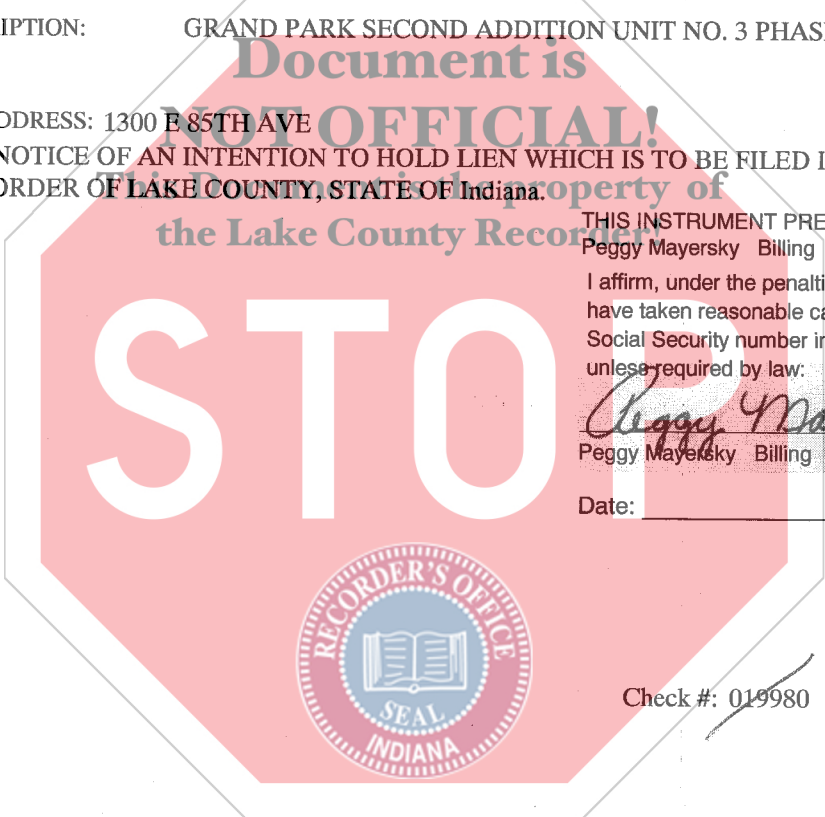 IPTION: GRAND PARK SECOND ADDITION UNIT NO. 3 PHAS
Document is
DDRESS: 1300 E 85TH AVE
NOT OFFICIAL!
NOTICE OF AN INTENTION TO HOLD LIEN WHICH IS TO BE FILED I
ORDER OF LAKE COUNTY, STATE OF Indiana.
This Document is the property of
the Lake County Recorder!
THIS INSTRUMENT PRE
Peggy Mayersky Billing
I affirm, under the penalti
have taken reasonable ca
Social Security number in
unless required by law:
STOP
Peggy Ma
Peggy Mayersky Billing
Date:
RECORDER'S OFFICE
SEAL
INDIANA
Check #: 019980